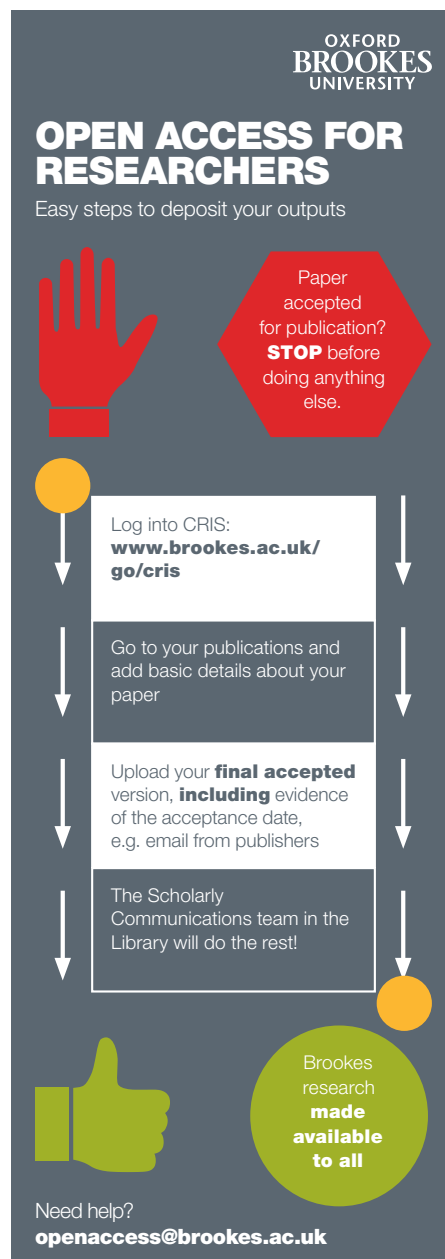 OXFORD
BROOKES
UNIVERSITY
OPEN ACCESS FOR
RESEARCHERS
Easy steps to deposit your outputs
Paper
accepted
for publication?
STOP before
doing anything
else.
Log into CRIS:
www.brookes.ac.uk/
go/cris
Go to your publications and
add basic details about your
paper
Upload your final accepted
version, including evidence
of the acceptance date,
e.g. email from publishers
The Scholarly
Communications team in the
Library will do the rest!
Brookes
research
made
available
to all
Need help?
openaccess@brookes.ac.uk